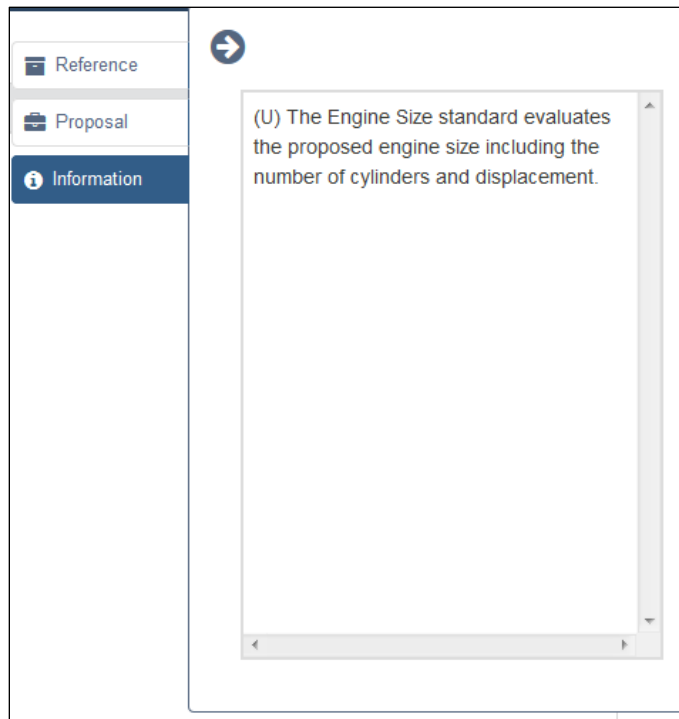 Reference
Proposal
Information
(U) The Engine Size standard evaluates
the proposed engine size including the
number of cylinders and displacement.